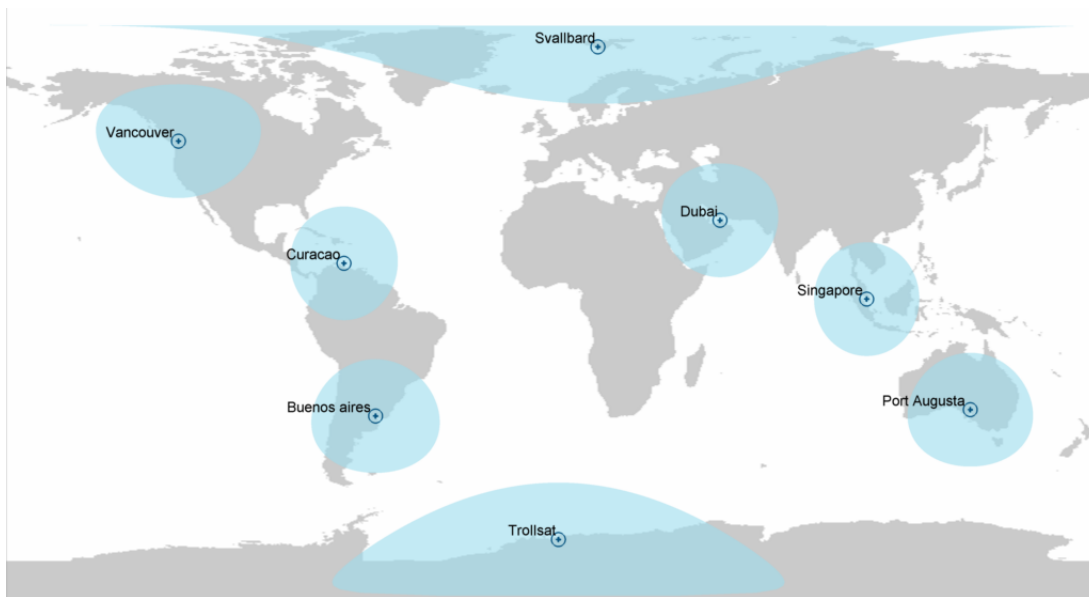 Svallbard
Vancouver
Dubai
Curacao
Singapore
Buenos aires
Port Augusta
Trollsat